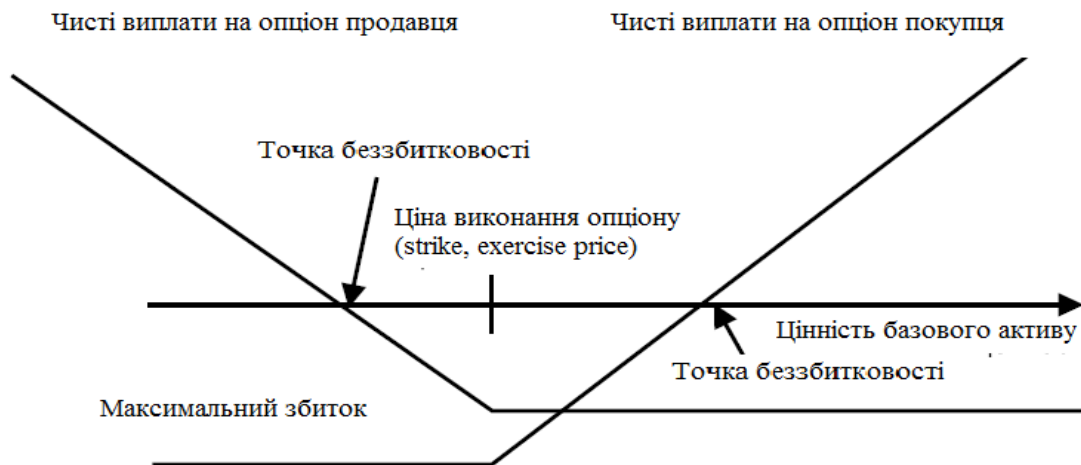 Чисті виплати на опціон продавця
Чисті виплати на опціон покупця
Точка беззбитковості
Ціна виконання опціону
(strike, exercise price)
Цінність базового активу
Точка беззбитковості
Максимальний збиток